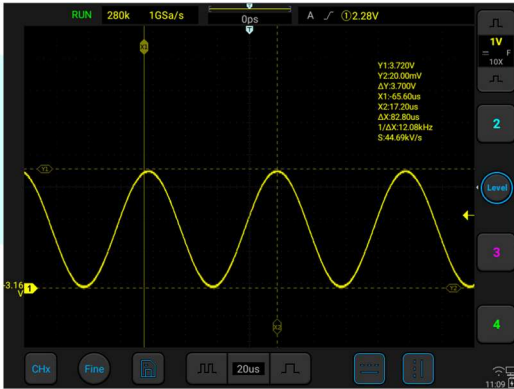 RUN 280k 1GSa/s 0ps A ①2.28V
T
T
1V
F
10X
X1
Y1:3.720V
Y2:20.00mV
ΔY:3.700V
X1:-65.60us
X2:17.20us
ΔX:82.80us
1/ΔX:12.08kHz
S:44.69kV/s
2
Y1
Level
3
-3.16 1
V
Y2
X2
4
CHx Fine 20us
11:09